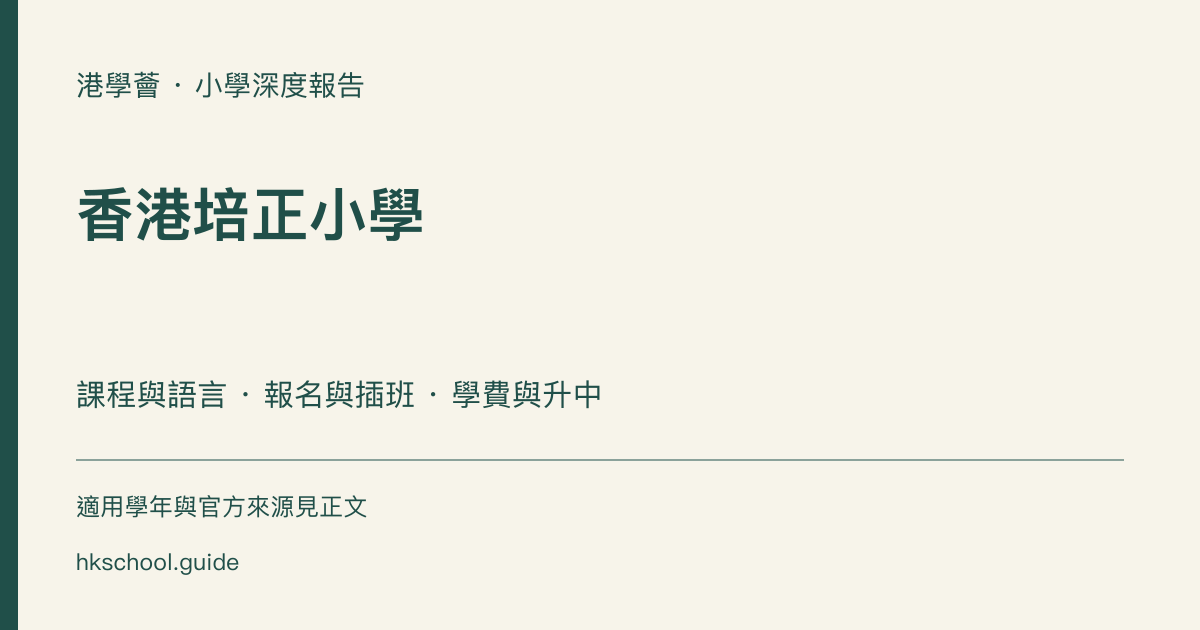 港學薈 · 小學深度報告
香港培正小學
課程與語言 · 報名與插班 · 學費與升中
適用學年與官方來源見正文
hkschool.guide